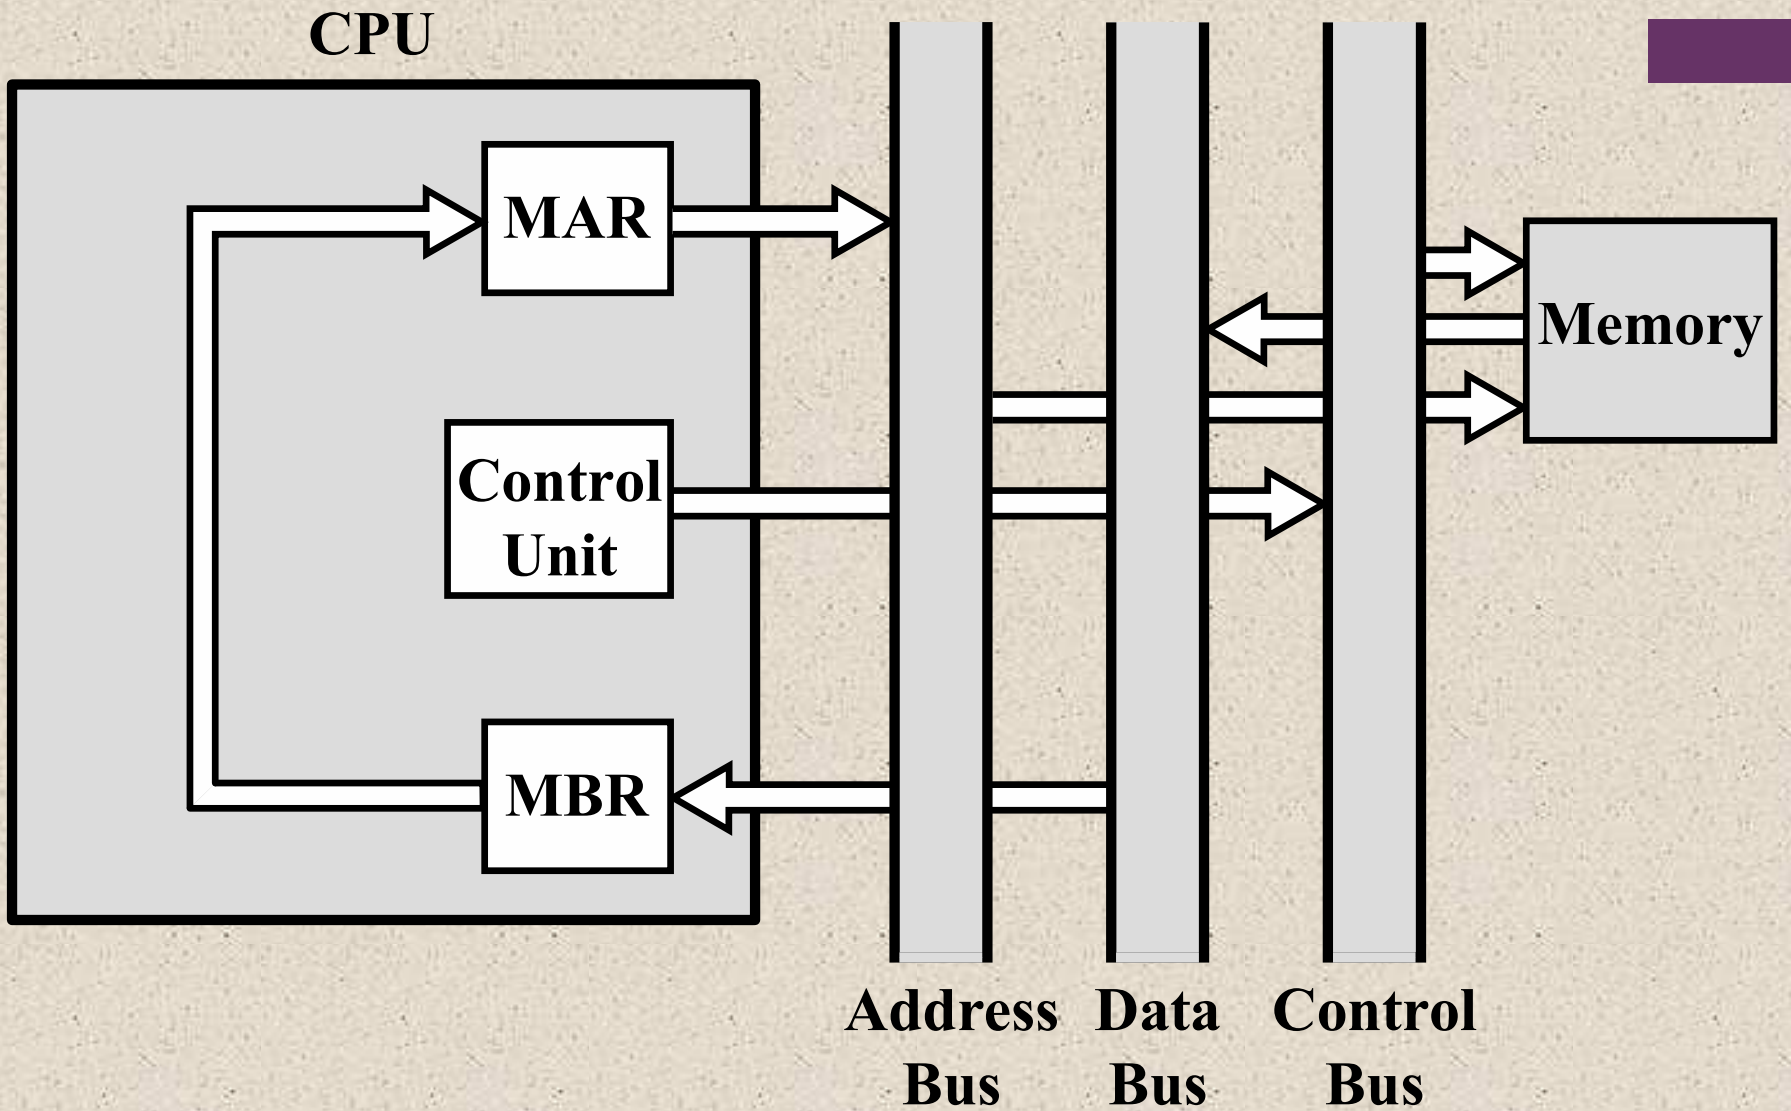 CPU
MAR
Memory
Control
Unit
MBR
Address
Bus
Data
Bus
Control
Bus